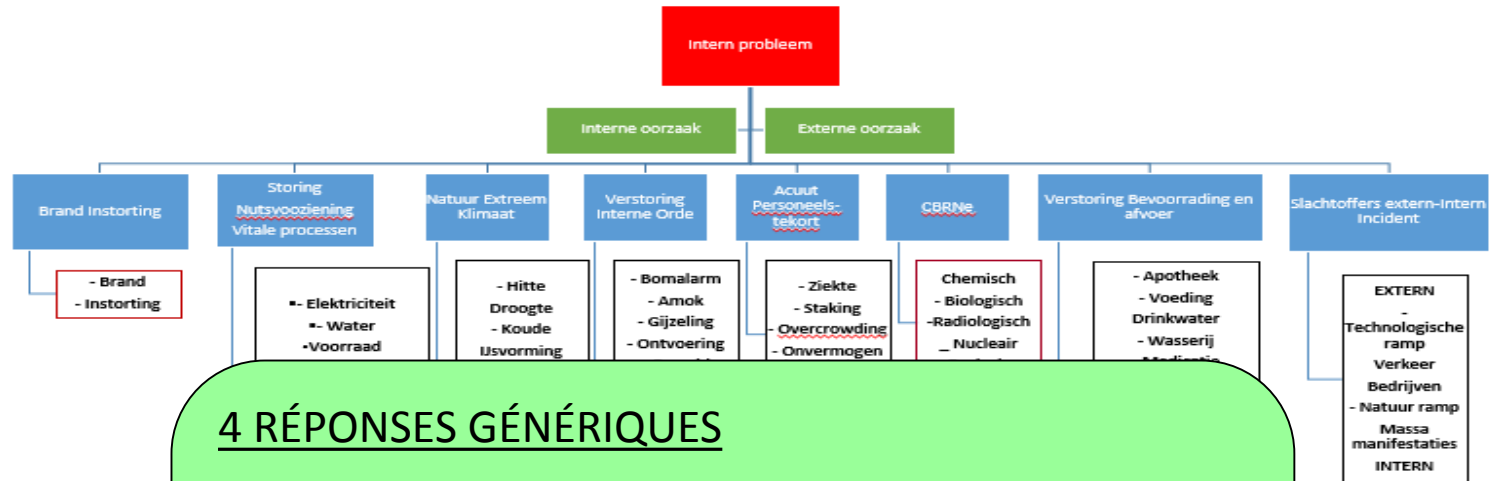 Intern probleem
Interne oorzaak
Externe oorzaak
Brand Instorting
- Brand
- Instorting
Storing
Nutsvooziening
Vitale processen
▪- Elektriciteit
▪- Water
▪Voorraad
Natuur Extreem
Klimaat
- Hitte
Droogte
- Koude
IJsvorming
Verstoring
Interne Orde
- Bomalarm
- Amok
- Gijzeling
- Ontvoering
Acuut
Personeels-
tekort
- Ziekte
- Staking
- Overcrowding
- Onvermogen
CBRNe
Chemisch
- Biologisch
-Radiologisch
_ Nucleair
Verstoring Bevoorrading en
afvoer
- Apotheek
- Voeding
Drinkwater
- Wasserij
Slachtoffers extern-Intern
Incident
EXTERN
-
Technologische
ramp
Verkeer
Bedrijven
- Natuur ramp
Massa
manifestaties
INTERN
4 RÉPONSES GÉNÉRIQUES